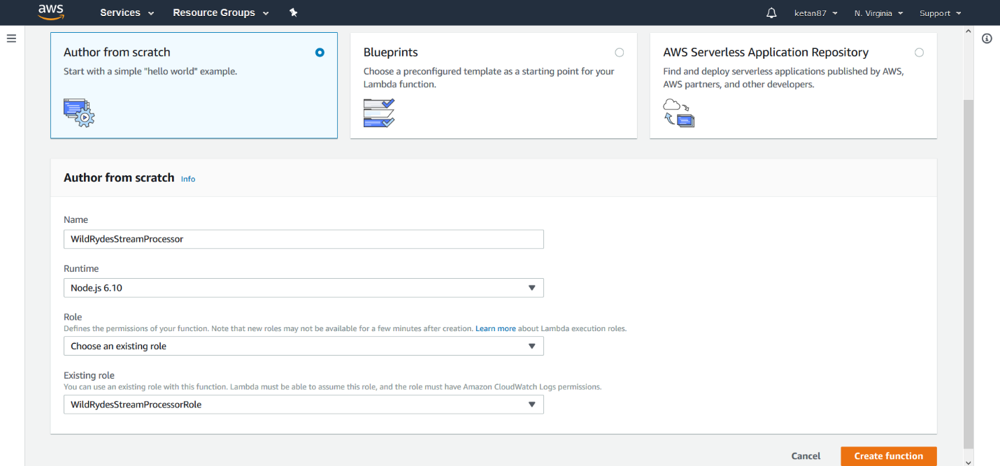 aws Services Resource Groups ketan87 N. Virginia Support
Author from scratch
Start with a simple "hello world" example.
Blueprints
Choose a preconfigured template as a starting point for your
Lambda function.
AWS Serverless Application Repository
Find and deploy serverless applications published by AWS,
AWS partners, and other developers.
Author from scratch Info
Name
WildRydesStreamProcessor
Runtime
Node.js 6.10
Role
Defines the permissions of your function. Note that new roles may not be available for a few minutes after creation. Learn more about Lambda execution roles.
Choose an existing role
Existing role
You can use an existing role with this function. Lambda must be able to assume this role, and the role must have Amazon CloudWatch Logs permissions.
WildRydesStreamProcessorRole
Cancel Create function